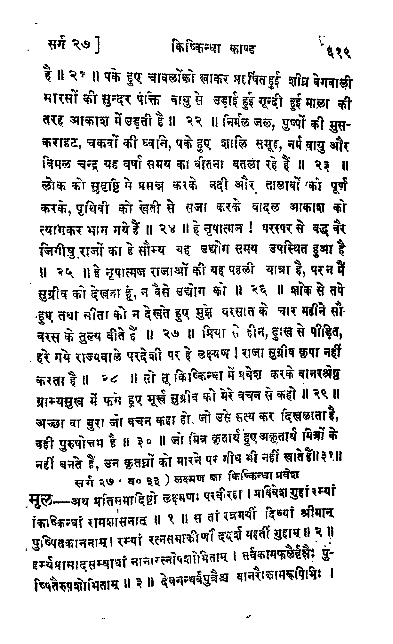 सर्ग २७ ) किष्किन्धा काण्ड ६१९
है ॥ २१ ॥ पके हुए चावलोंको खाकर प्रहर्षित हुई शीघ्र वेगवाली
सारसों की सुन्दर पंक्ति वायु से उड़ाई हुई गून्दी हुई माला की
तरह आकाश में उड़ती है ॥ २२ ॥ निर्मल जल, पुष्पों की मुस-
कराहट, चकवों की ध्वनि, पके हुए शालि समूह, नर्म वायु और
विमल चन्द्र यह वर्षा समय का बीतना बतला रहे हैं ॥ २३ ॥
लोक को सुवृष्टि मे प्रसन्न करके नदी और तालाबों को पूर्ण
करके, पृथिवी को खेती से सजा करके बादल आकाश को
त्यागकर भाग गये हैं ॥ २४ ॥ हे नृपात्मज ! परस्पर से बद्ध वैर
जिगीषु राजों का हे सौम्य यह उद्योग समय उपस्थित हुआ है
॥ २५ ॥ हे नृपात्मज राजाओं की यह पहली यात्रा है, पर न मैं
सुग्रीव को देखता हूं, न वैसे उद्योग को ॥ २६ ॥ शोक से तपे
हुए तथा सीता को न देखते हुए मुझे बरसात के चार महीने सौ
वरस के तुल्य बीते हैं ॥ २७ ॥ प्रिया से हीन, दुःख से पीड़ित,
हरे गये राज्यवाले परदेशी पर हे लक्ष्मण ! राजा सुग्रीव कृपा नहीं
करता है ॥ २८ ॥ सो तू किष्किन्धा में प्रवेश करके वानरश्रेष्ठ
ग्राम्यसुख में फंसे हुए मूर्ख सुग्रीव को मेरे वचन से कहो ॥ २९ ॥
अच्छा वा बुरा जो वचन कहा हो, जो उसे सत्य कर दिखलाता है,
वही पुरुषोत्तम है ॥ ३० ॥ जो मित्र कृतार्थ हुए अकृतार्थ मित्रों के
नहीं बनते हैं, उन कृतघ्नों को मारने पर गीध भी नहीं खाते हैं ॥३१॥
सर्ग २७ लक्ष्मण का किष्किन्धा प्रवेश
मूल—अथ प्रतिसमादिष्टो लक्ष्मणः परवीरहा । प्रविवेश गुहां रम्यां
किष्किन्धां रामशासनात् ॥ १ ॥ स तां रत्नमयीं दिव्यां श्रीमान्
पुष्पितकाननाम् । रम्यां रत्नसमाकीर्णां ददर्श महतीं गुहाम् ॥ २ ॥
हर्म्यप्रासादसम्बाधां नानारत्नोपशोभिताम् । सर्वकामफलैर्वृक्षैः पु-
ष्पितैरुपशोभिताम् ॥ ३ ॥ देवगन्धर्वपुत्रैश्च वानरैः कामरूपिभिः ।